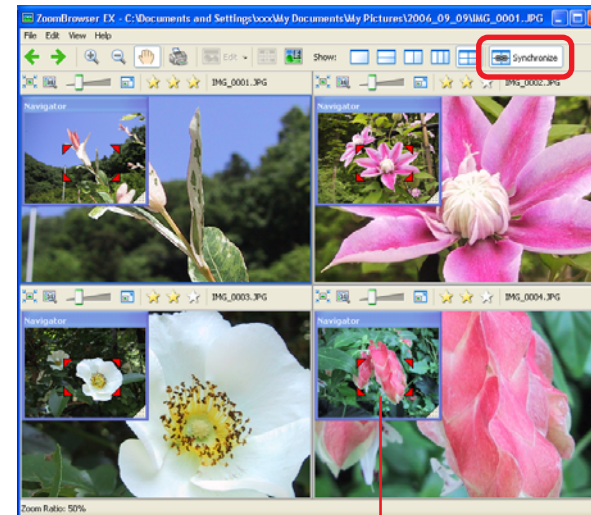 ZoomBrowser EX - C:\Documents and Settings\xxx\My Documents\My Pictures\2006_09_09\IMG_0001.JPG
File Edit View Help
Edit Show: Synchronize
IMG_0001.JPG IMG_0002.JPG
Navigator Navigator
IMG_0003.JPG IMG_0004.JPG
Navigator Navigator
Zoom Ratio: 50%